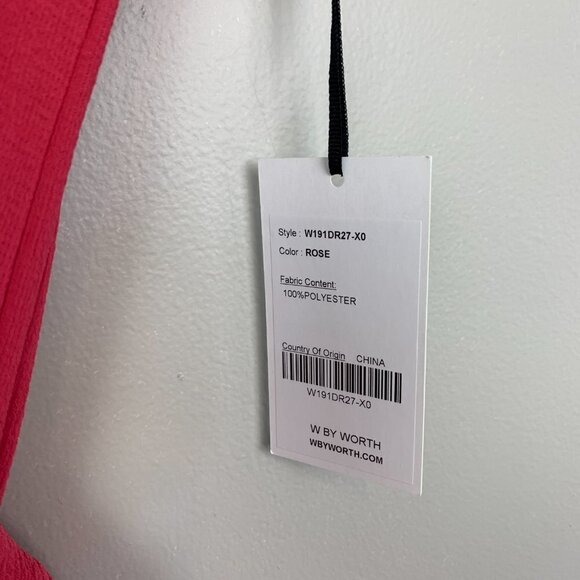 Style : W191DR27-X0
Color : ROSE
Fabric Content:
100%POLYESTER
Country Of Origin CHINA
W191DR27-X0
W BY WORTH
WBYWORTH.COM